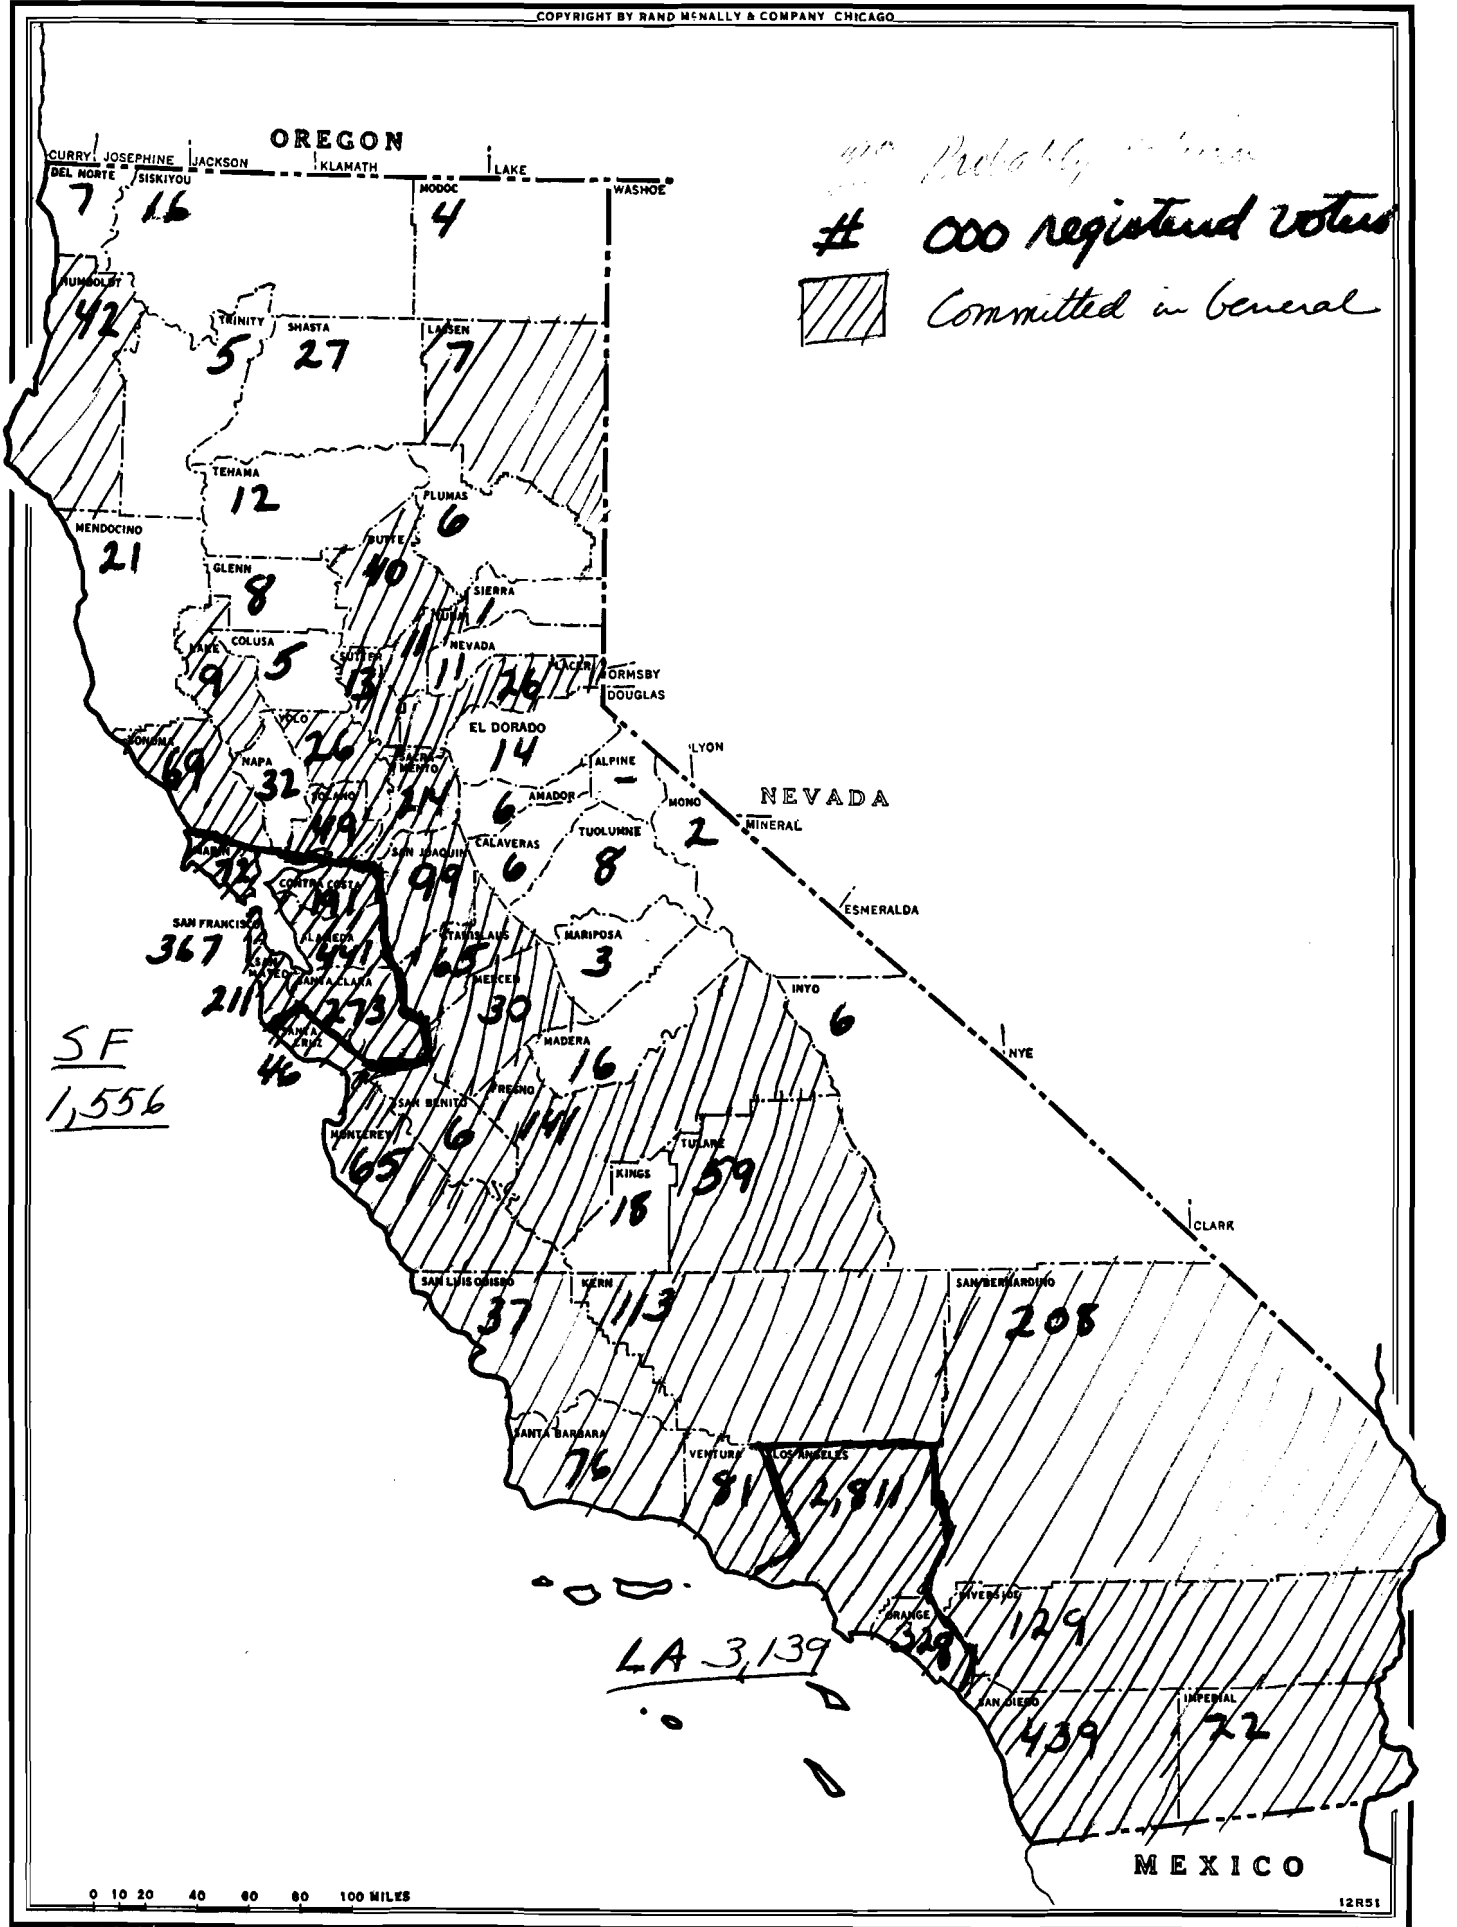 COPYRIGHT BY RAND McNALLY & COMPANY CHICAGO
OREGON
CURRY JOSEPHINE JACKSON KLAMATH LAKE
DEL NORTE 7
SISKIYOU 16
MODOC 4
WASHOE
Probably
# 000 registered voters
Committed in General
HUMBOLDT 42
TRINITY 5
SHASTA 27
LASSEN 7
TEHAMA 12
PLUMAS 6
MENDOCINO 21
BUTTE 40
GLENN 8
SIERRA 1
YUBA 11
LAKE 9
COLUSA 5
SUTTER 13
NEVADA 11
PLACER 26
ORMSBY
DOUGLAS
SONOMA 69
YOLO 26
NAPA 32
EL DORADO 14
SACRAMENTO 214
SOLANO 49
ALPINE –
LYON
NEVADA
AMADOR 6
MONO 2
MINERAL
MARIN 72
SAN JOAQUIN 99
CALAVERAS 6
TUOLUMNE 8
CONTRA COSTA 191
ESMERALDA
SAN FRANCISCO 367
ALAMEDA 441
STANISLAUS 65
MARIPOSA 3
SAN MATEO 211
SANTA CLARA 273
MERCED 30
INYO 6
SANTA CRUZ 46
MADERA 16
NYE
SF
1,556
SAN BENITO 6
FRESNO 141
MONTEREY 65
KINGS 18
TULARE 59
CLARK
SAN LUIS OBISPO 37
KERN 113
SAN BERNARDINO 208
SANTA BARBARA 76
VENTURA 81
LOS ANGELES 2,811
ORANGE 328
RIVERSIDE 129
LA 3,139
SAN DIEGO 439
IMPERIAL 22
MEXICO
0 10 20 40 60 80 100 MILES
12R51